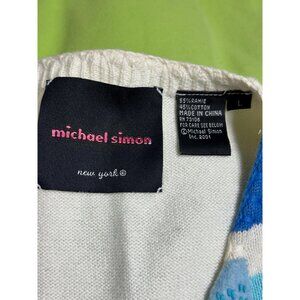 michael simon
new york®
55% RAMIE
45% COTTON
MADE IN CHINA
RN 75108
FOR CARE SEE BELOW
©Michael Simon
Inc. 2001
L